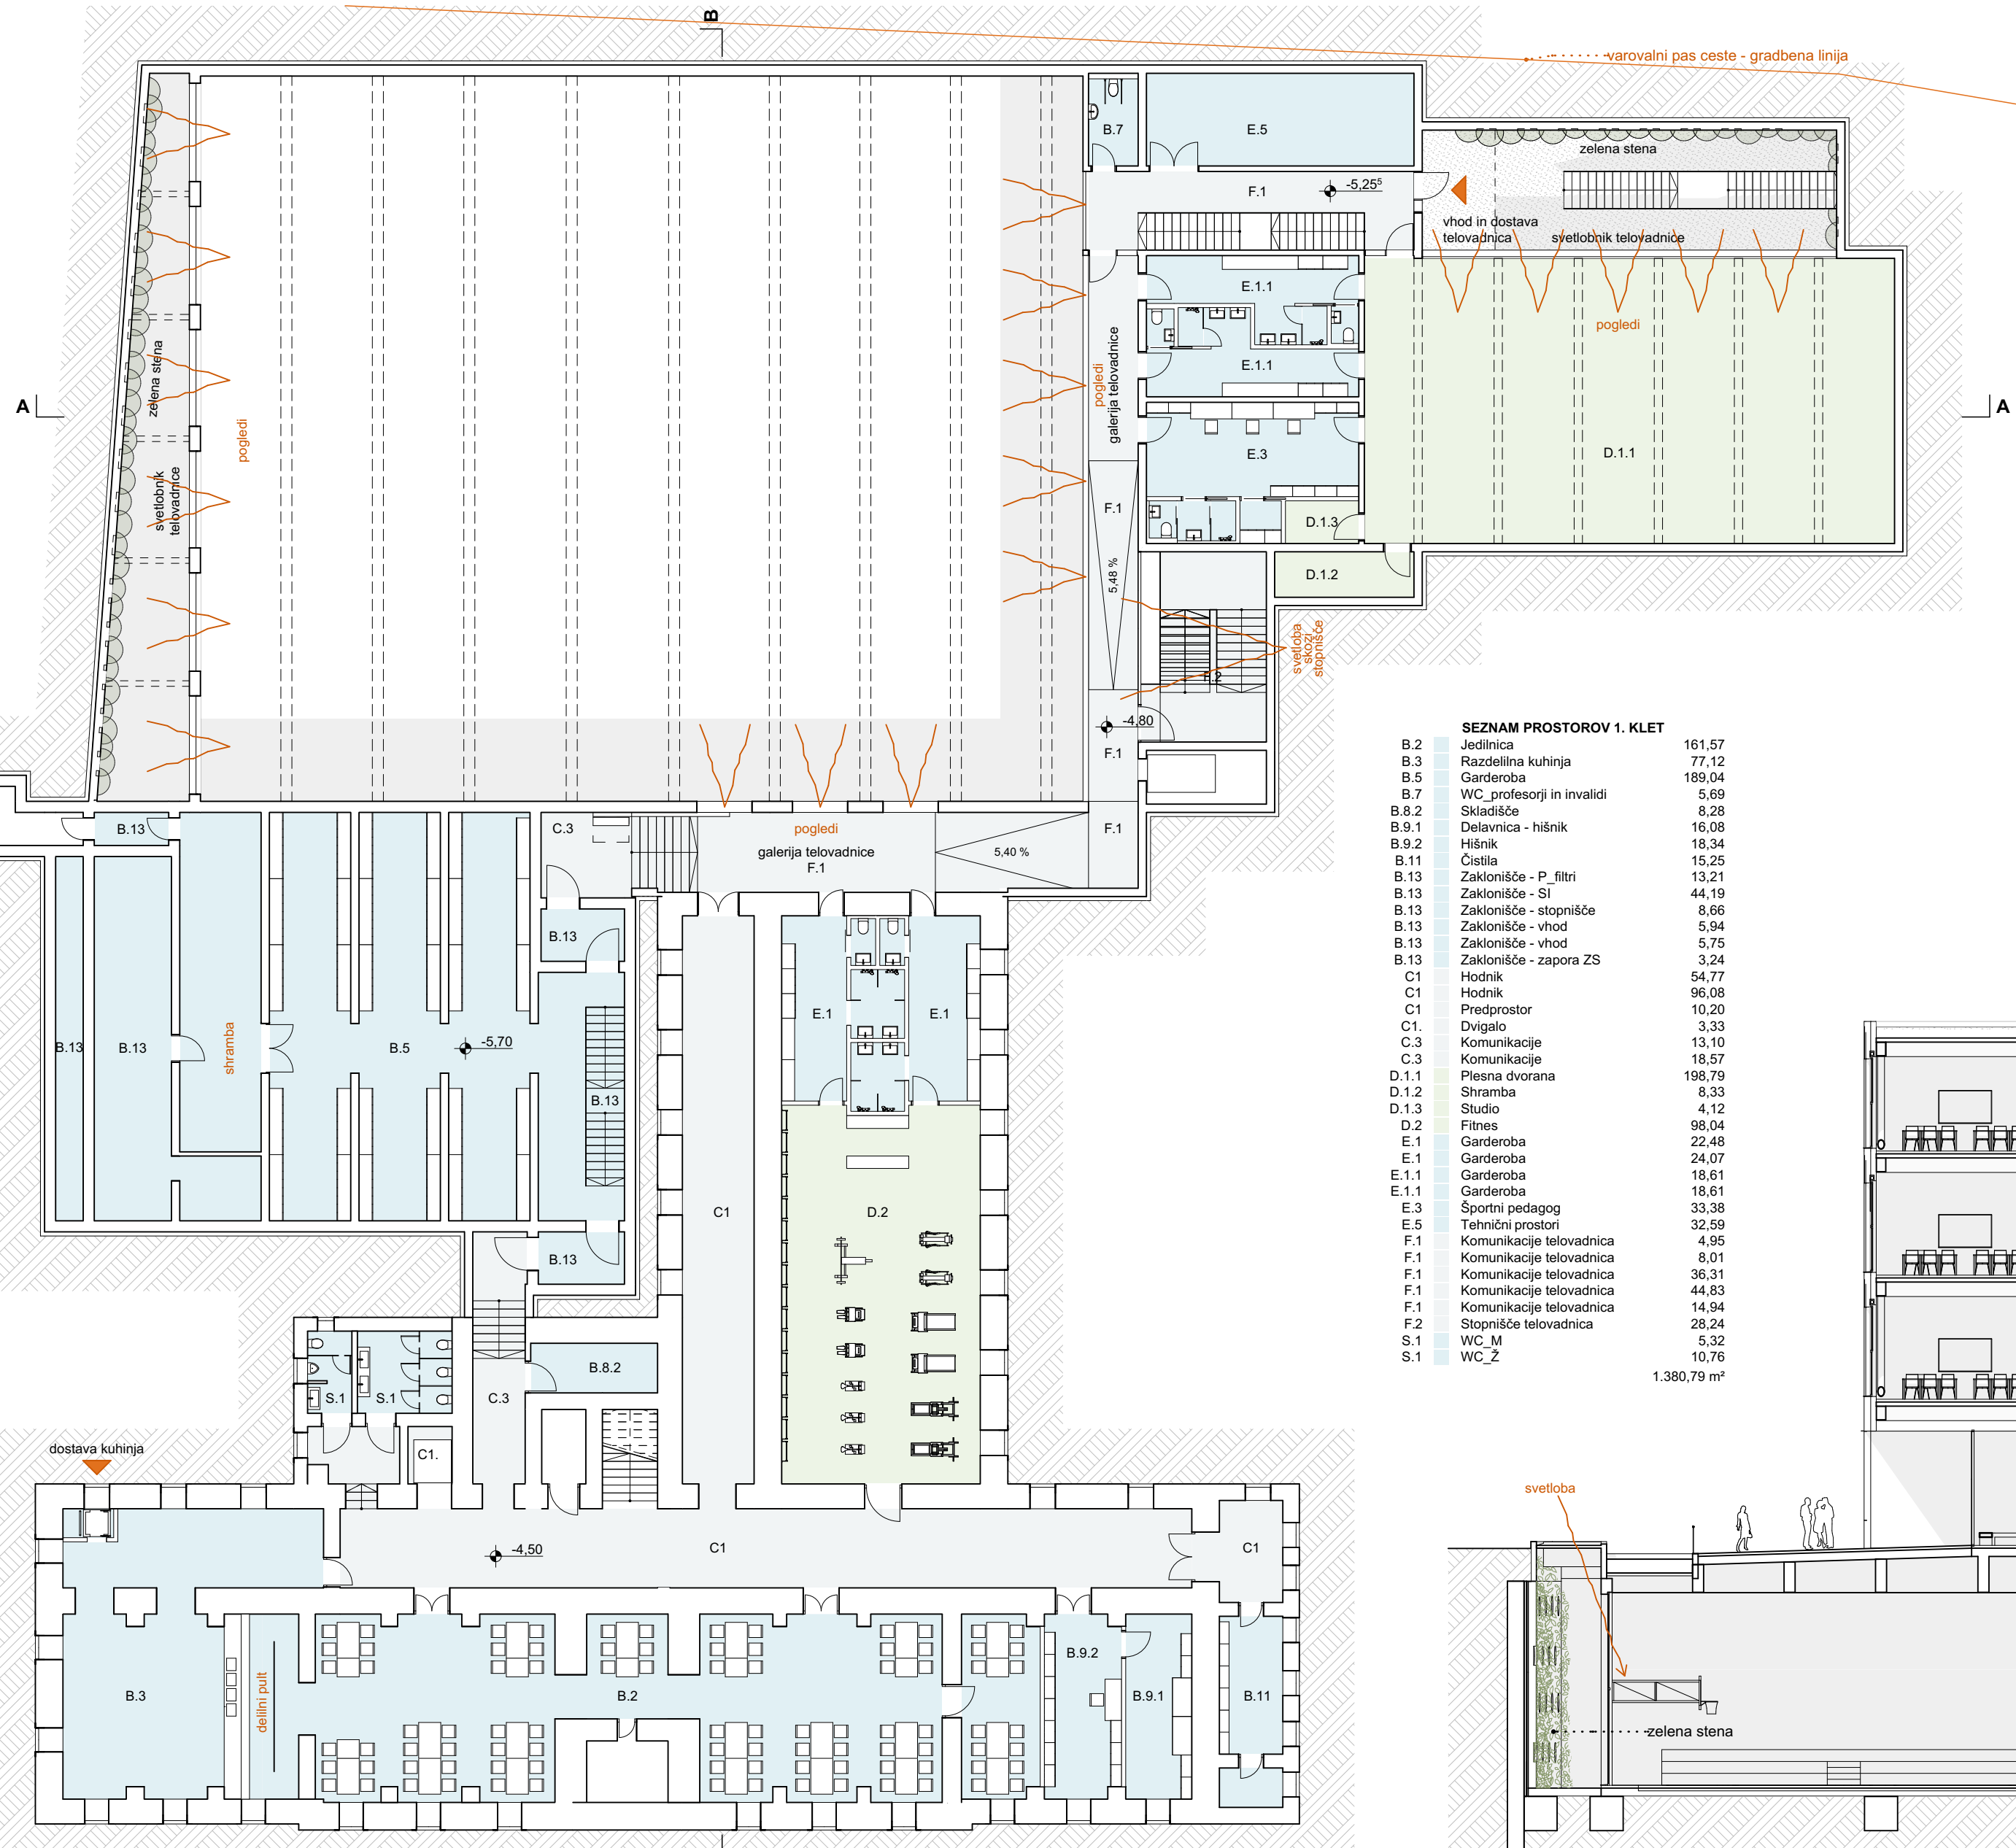 B
varovalni pas ceste - gradbena linija
B.7
E.5
zelena stena
F.1
-5,25⁵
vhod in dostava
telovadnica
svetlobnik telovadnice
E.1.1
pogledi
zelena stena
pogledi
galerija telovadnice
E.1.1
A
A
pogledi
E.3
D.1.1
svetlobnik
telovadnice
F.1
D.1.3
5,48 %
D.1.2
svetloba
skozi
stopnišče
F.2
-4,80
F.1
B.13
C.3
pogledi
galerija telovadnice
F.1
5,40 %
F.1
B.13
E.1
E.1
B.13
B.13
shramba
B.5
-5,70
B.13
C1
D.2
B.13
B.8.2
S.1
S.1
C.3
dostava kuhinja
C1.
-4,50
C1
C1
B.3
delilni pult
B.2
B.9.2
B.9.1
B.11
SEZNAM PROSTOROV 1. KLET
B.2 Jedilnica 161,57
B.3 Razdelilna kuhinja 77,12
B.5 Garderoba 189,04
B.7 WC_profesorji in invalidi 5,69
B.8.2 Skladišče 8,28
B.9.1 Delavnica - hišnik 16,08
B.9.2 Hišnik 18,34
B.11 Čistila 15,25
B.13 Zaklonišče - P_filtri 13,21
B.13 Zaklonišče - SI 44,19
B.13 Zaklonišče - stopnišče 8,66
B.13 Zaklonišče - vhod 5,94
B.13 Zaklonišče - vhod 5,75
B.13 Zaklonišče - zapora ZS 3,24
C1 Hodnik 54,77
C1 Hodnik 96,08
C1 Predprostor 10,20
C1. Dvigalo 3,33
C.3 Komunikacije 13,10
C.3 Komunikacije 18,57
D.1.1 Plesna dvorana 198,79
D.1.2 Shramba 8,33
D.1.3 Studio 4,12
D.2 Fitnes 98,04
E.1 Garderoba 22,48
E.1 Garderoba 24,07
E.1.1 Garderoba 18,61
E.1.1 Garderoba 18,61
E.3 Športni pedagog 33,38
E.5 Tehnični prostori 32,59
F.1 Komunikacije telovadnica 4,95
F.1 Komunikacije telovadnica 8,01
F.1 Komunikacije telovadnica 36,31
F.1 Komunikacije telovadnica 44,83
F.1 Komunikacije telovadnica 14,94
F.2 Stopnišče telovadnica 28,24
S.1 WC_M 5,32
S.1 WC_Ž 10,76
1.380,79 m²
svetloba
zelena stena